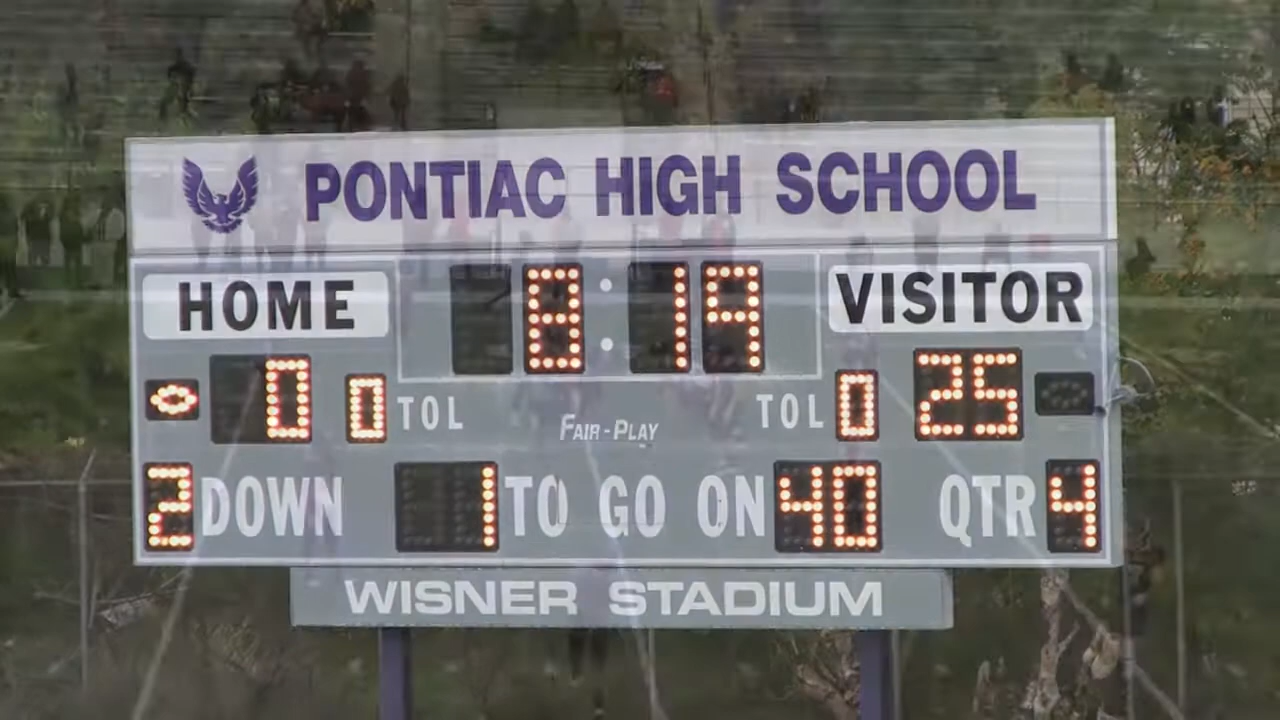 PONTIAC HIGH SCHOOL
HOME 8:19 VISITOR
0 0 TOL FAIR-PLAY TOL 0 25
2 DOWN 1 TO GO ON 40 QTR 4
WISNER STADIUM